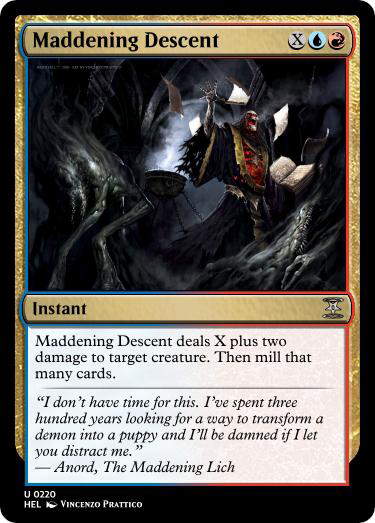 Maddening Descent X
Instant
Maddening Descent deals X plus two
damage to target creature. Then mill that
many cards.
“I don't have time for this. I've spent three
hundred years looking for a way to transform a
demon into a puppy and I'll be damned if I let
you distract me.”
— Anord, The Maddening Lich
U 0220
HEL Vincenzo Prattico